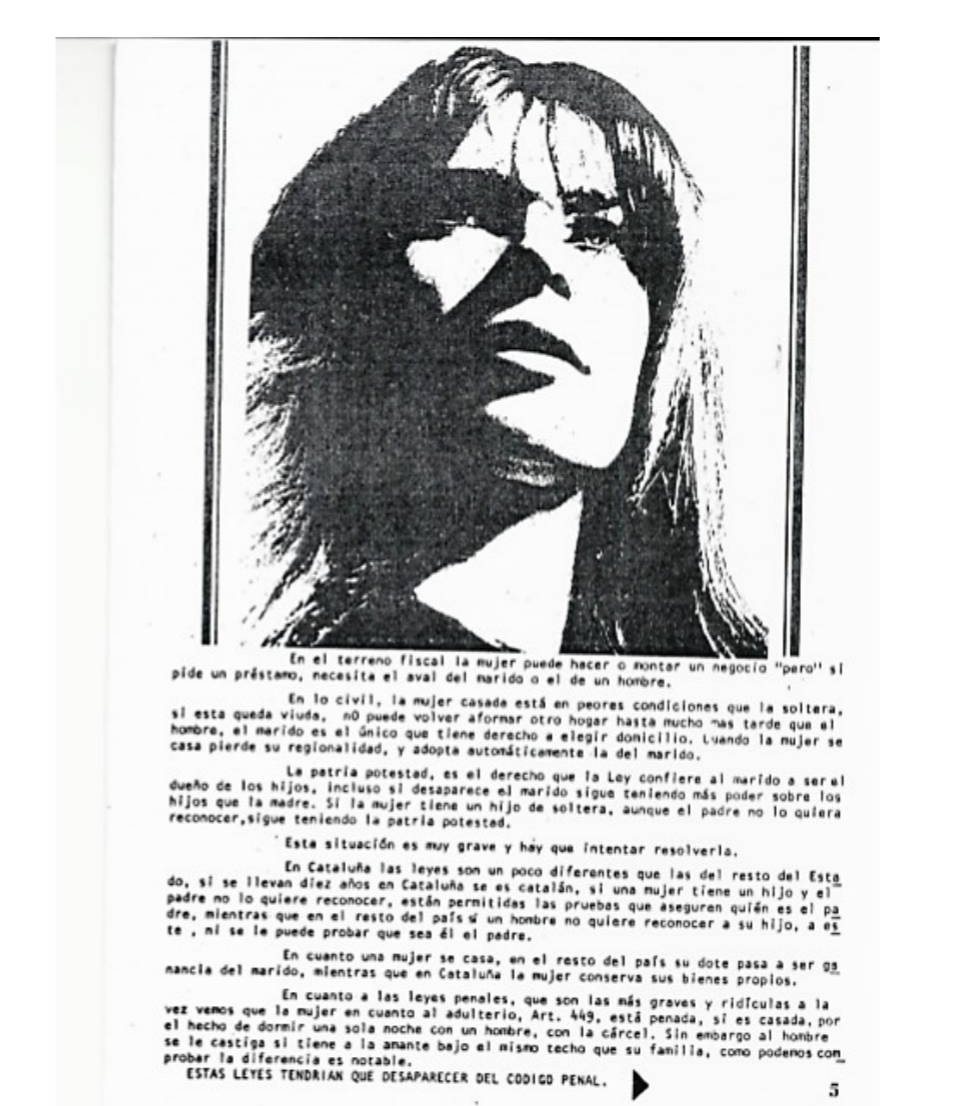 En el terreno fiscal la mujer puede hacer o montar un negocio "pero" si
pide un préstamo, necesita el aval del marido o el de un hombre.
En lo civil, la mujer casada está en peores condiciones que la soltera,
si esta queda viuda, nO puede volver aformar otro hogar hasta mucho mas tarde que el
hombre, el marido es el único que tiene derecho a elegir domicilio. Cuando la mujer se
casa pierde su regionalidad, y adopta automáticamente la del marido.
La patria potestad, es el derecho que la Ley confiere al marido a ser el
dueño de los hijos, incluso si desaparece el marido sigue teniendo más poder sobre los
hijos que la madre. Si la mujer tiene un hijo de soltera, aunque el padre no lo quiera
reconocer,sigue teniendo la patria potestad.
Esta situación es muy grave y hay que intentar resolverla.
En Cataluña las leyes son un poco diferentes que las del resto del Esta
do, si se llevan diez años en Cataluña se es catalán, si una mujer tiene un hijo y el
padre no lo quiere reconocer, están permitidas las pruebas que aseguren quién es el pa
dre, mientras que en el resto del país si un hombre no quiere reconocer a su hijo, a es
te , ni se le puede probar que sea él el padre.
En cuanto una mujer se casa, en el resto del país su dote pasa a ser ga
nancia del marido, mientras que en Cataluña la mujer conserva sus bienes propios.
En cuanto a las leyes penales, que son las más graves y ridículas a la
vez vemos que la mujer en cuanto al adulterio, Art. 449, está penada, si es casada, por
el hecho de dormir una sola noche con un hombre, con la cárcel. Sin embargo al hombre
se le castiga si tiene a la amante bajo el mismo techo que su familia, como podemos com
probar la diferencia es notable.
ESTAS LEYES TENDRIAN QUE DESAPARECER DEL CODIGO PENAL.
5